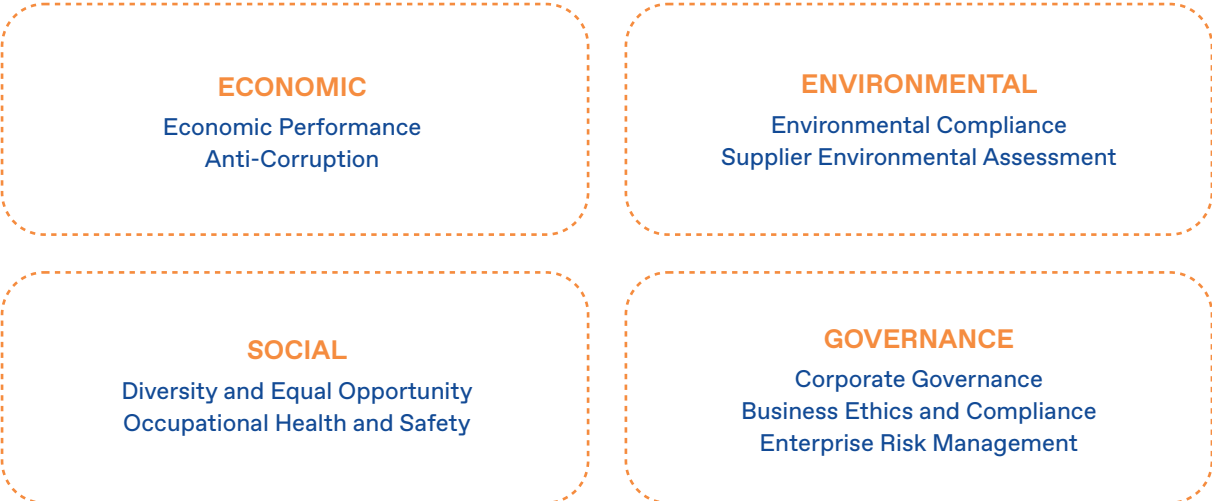 ECONOMIC
Economic Performance
Anti-Corruption
ENVIRONMENTAL
Environmental Compliance
Supplier Environmental Assessment
SOCIAL
Diversity and Equal Opportunity
Occupational Health and Safety
GOVERNANCE
Corporate Governance
Business Ethics and Compliance
Enterprise Risk Management